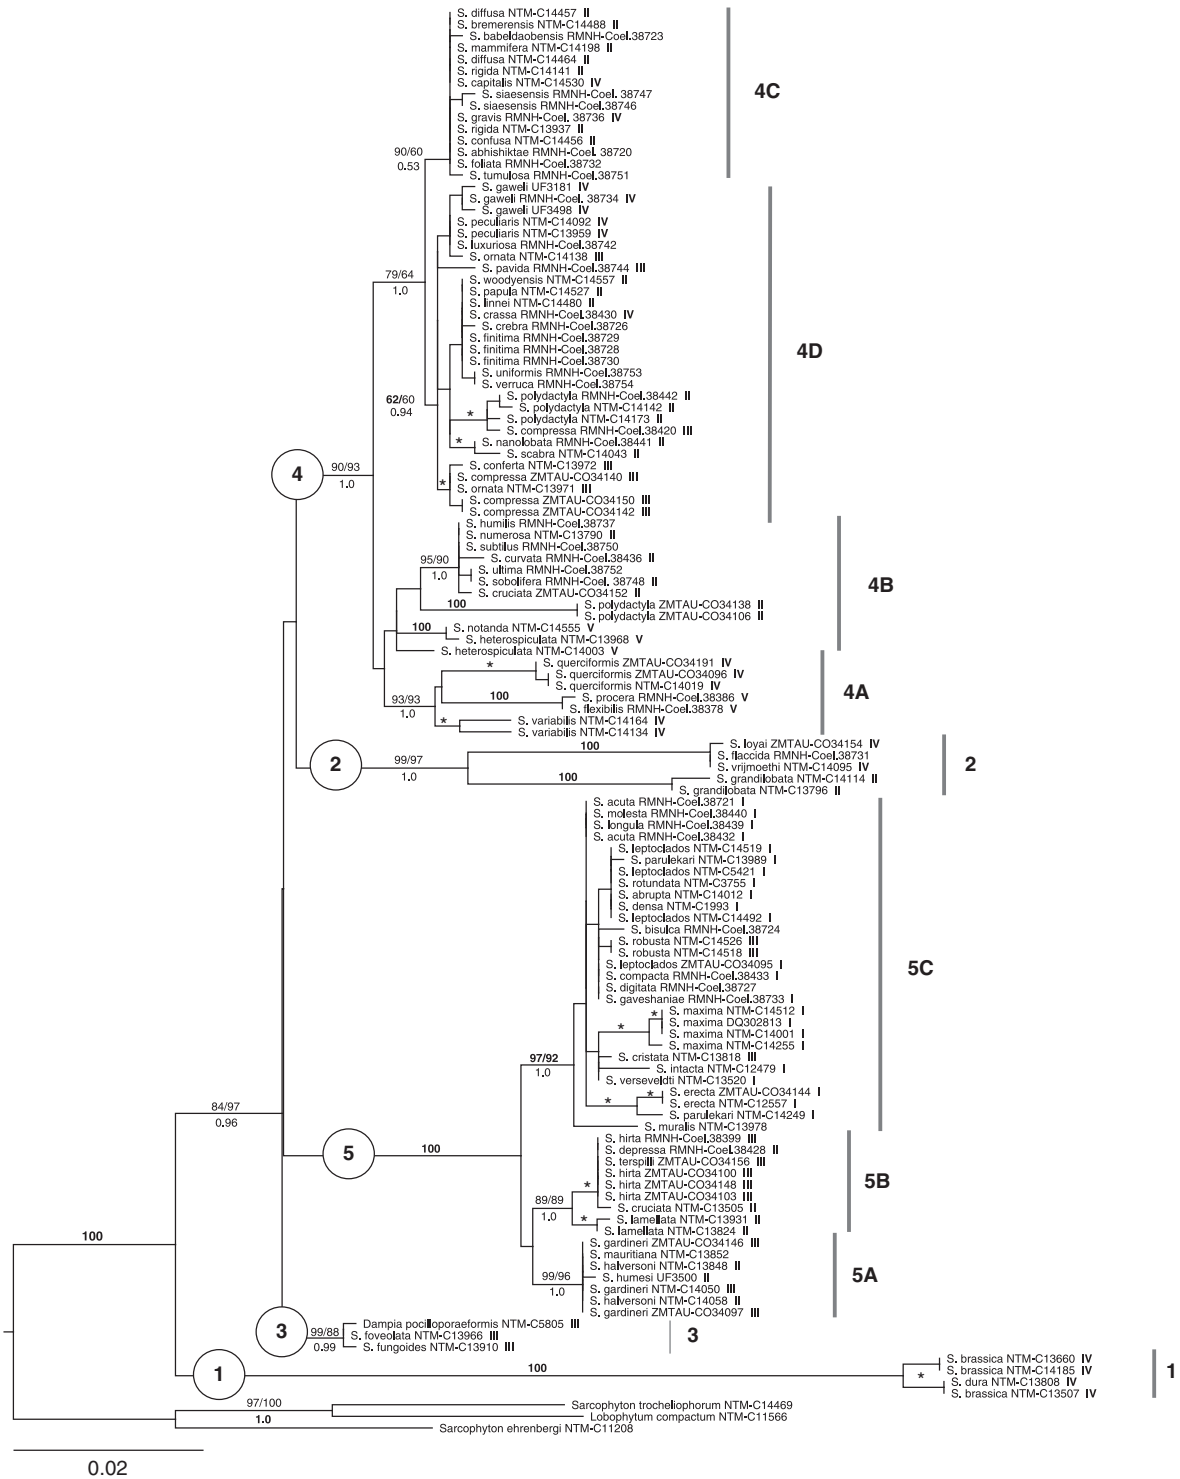 S. diffusa NTM-C14457 II
S. bremerensis NTM-C14488 II
S. babeldaobensis RMNH-Coel.38723
S. mammifera NTM-C14198 II
S. diffusa NTM-C14464 II
S. rigida NTM-C14141 II
S. capitalis NTM-C14530 IV
S. siaesensis RMNH-Coel.38747
S. siaesensis RMNH-Coel.38746
S. gravis RMNH-Coel. 38736 IV
S. rigida NTM-C13937 II
S. confusa NTM-C14456 II
S. abhishiktae RMNH-Coel. 38720
S. foliata RMNH-Coel.38732
S. tumulosa RMNH-Coel.38751
4C
90/60
0.53
S. gaweli UF3181 IV
S. gaweli RMNH-Coel. 38734 IV
S. gaweli UF3498 IV
S. peculiaris NTM-C14092 IV
S. peculiaris NTM-C13959 IV
S. luxuriosa RMNH-Coel.38742
S. ornata NTM-C14138 III
S. pavida RMNH-Coel.38744 III
S. woodyensis NTM-C14557 II
S. papula NTM-C14527 II
S. linnei NTM-C14480 II
S. crassa RMNH-Coel.38430 IV
S. crebra RMNH-Coel.38726
S. finitima RMNH-Coel.38729
S. finitima RMNH-Coel.38728
S. finitima RMNH-Coel.38730
S. uniformis RMNH-Coel.38753
S. verruca RMNH-Coel.38754
S. polydactyla RMNH-Coel.38442 II
S. polydactyla NTM-C14142 II
S. polydactyla NTM-C14173 II
S. compressa RMNH-Coel.38420 III
S. nanolobata RMNH-Coel.38441 II
S. scabra NTM-C14043 II
S. conferta NTM-C13972 III
S. compressa ZMTAU-CO34140 III
S. ornata NTM-C13971 III
S. compressa ZMTAU-CO34150 III
S. compressa ZMTAU-CO34142 III
4D
79/64
1.0
62/60
0.94
*
*
*
4
90/93
1.0
S. humilis RMNH-Coel.38737
S. numerosa NTM-C13790 II
S. subtilus RMNH-Coel.38750
S. curvata RMNH-Coel.38436 II
S. ultima RMNH-Coel.38752
S. sobolifera RMNH-Coel. 38748 II
S. cruciata ZMTAU-CO34152 II
S. polydactyla ZMTAU-CO34138 II
S. polydactyla ZMTAU-CO34106 II
S. notanda NTM-C14555 V
S. heterospiculata NTM-C13968 V
S. heterospiculata NTM-C14003 V
4B
95/90
1.0
100
100
S. querciformis ZMTAU-CO34191 IV
S. querciformis ZMTAU-CO34096 IV
S. querciformis NTM-C14019 IV
S. procera RMNH-Coel.38386 V
S. flexibilis RMNH-Coel.38378 V
S. variabilis NTM-C14164 IV
S. variabilis NTM-C14134 IV
4A
*
100
93/93
1.0
*
2
99/97
1.0
100
100
S. loyai ZMTAU-CO34154 IV
S. flaccida RMNH-Coel.38731
S. vrijmoethi NTM-C14095 IV
S. grandilobata NTM-C14114 II
S. grandilobata NTM-C13796 II
2
S. acuta RMNH-Coel.38721 I
S. molesta RMNH-Coel.38440 I
S. longula RMNH-Coel.38439 I
S. acuta RMNH-Coel.38432 I
S. leptoclados NTM-C14519 I
S. parulekari NTM-C13989 I
S. leptoclados NTM-C5421 I
S. rotundata NTM-C3755 I
S. abrupta NTM-C14012 I
S. densa NTM-C1993 I
S. leptoclados NTM-C14492 I
S. bisulca RMNH-Coel.38724
S. robusta NTM-C14526 III
S. robusta NTM-C14518 III
S. leptoclados ZMTAU-CO34095 I
S. compacta RMNH-Coel.38433 I
S. digitata RMNH-Coel.38727
S. gaveshaniae RMNH-Coel.38733 I
S. maxima NTM-C14512 I
S. maxima DQ302813 I
S. maxima NTM-C14001 I
S. maxima NTM-C14255 I
S. cristata NTM-C13818 III
S. intacta NTM-C12479 I
S. verseveldti NTM-C13520 I
S. erecta ZMTAU-CO34144 I
S. erecta NTM-C12557 I
S. parulekari NTM-C14249 I
S. muralis NTM-C13978
5C
*
*
*
*
97/92
1.0
84/97
0.96
5
100
S. hirta RMNH-Coel.38399 III
S. depressa RMNH-Coel.38428 II
S. terspilli ZMTAU-CO34156 III
S. hirta ZMTAU-CO34100 III
S. hirta ZMTAU-CO34148 III
S. hirta ZMTAU-CO34103 III
S. cruciata NTM-C13505 II
S. lamellata NTM-C13931 II
S. lamellata NTM-C13824 II
5B
*
89/89
1.0
*
S. gardineri ZMTAU-CO34146 III
S. mauritiana NTM-C13852
S. halversoni NTM-C13848 II
S. humesi UF3500 II
S. gardineri NTM-C14050 III
S. halversoni NTM-C14058 II
S. gardineri ZMTAU-CO34097 III
5A
99/96
1.0
100
3
99/88
0.99
Dampia pocilloporaeformis NTM-C5805 III
S. foveolata NTM-C13966 III
S. fungoides NTM-C13910 III
3
1
100
*
S. brassica NTM-C13660 IV
S. brassica NTM-C14185 IV
S. dura NTM-C13808 IV
S. brassica NTM-C13507 IV
1
97/100
1.0
Sarcophyton trocheliophorum NTM-C14469
Lobophytum compactum NTM-C11566
Sarcophyton ehrenbergi NTM-C11208
0.02